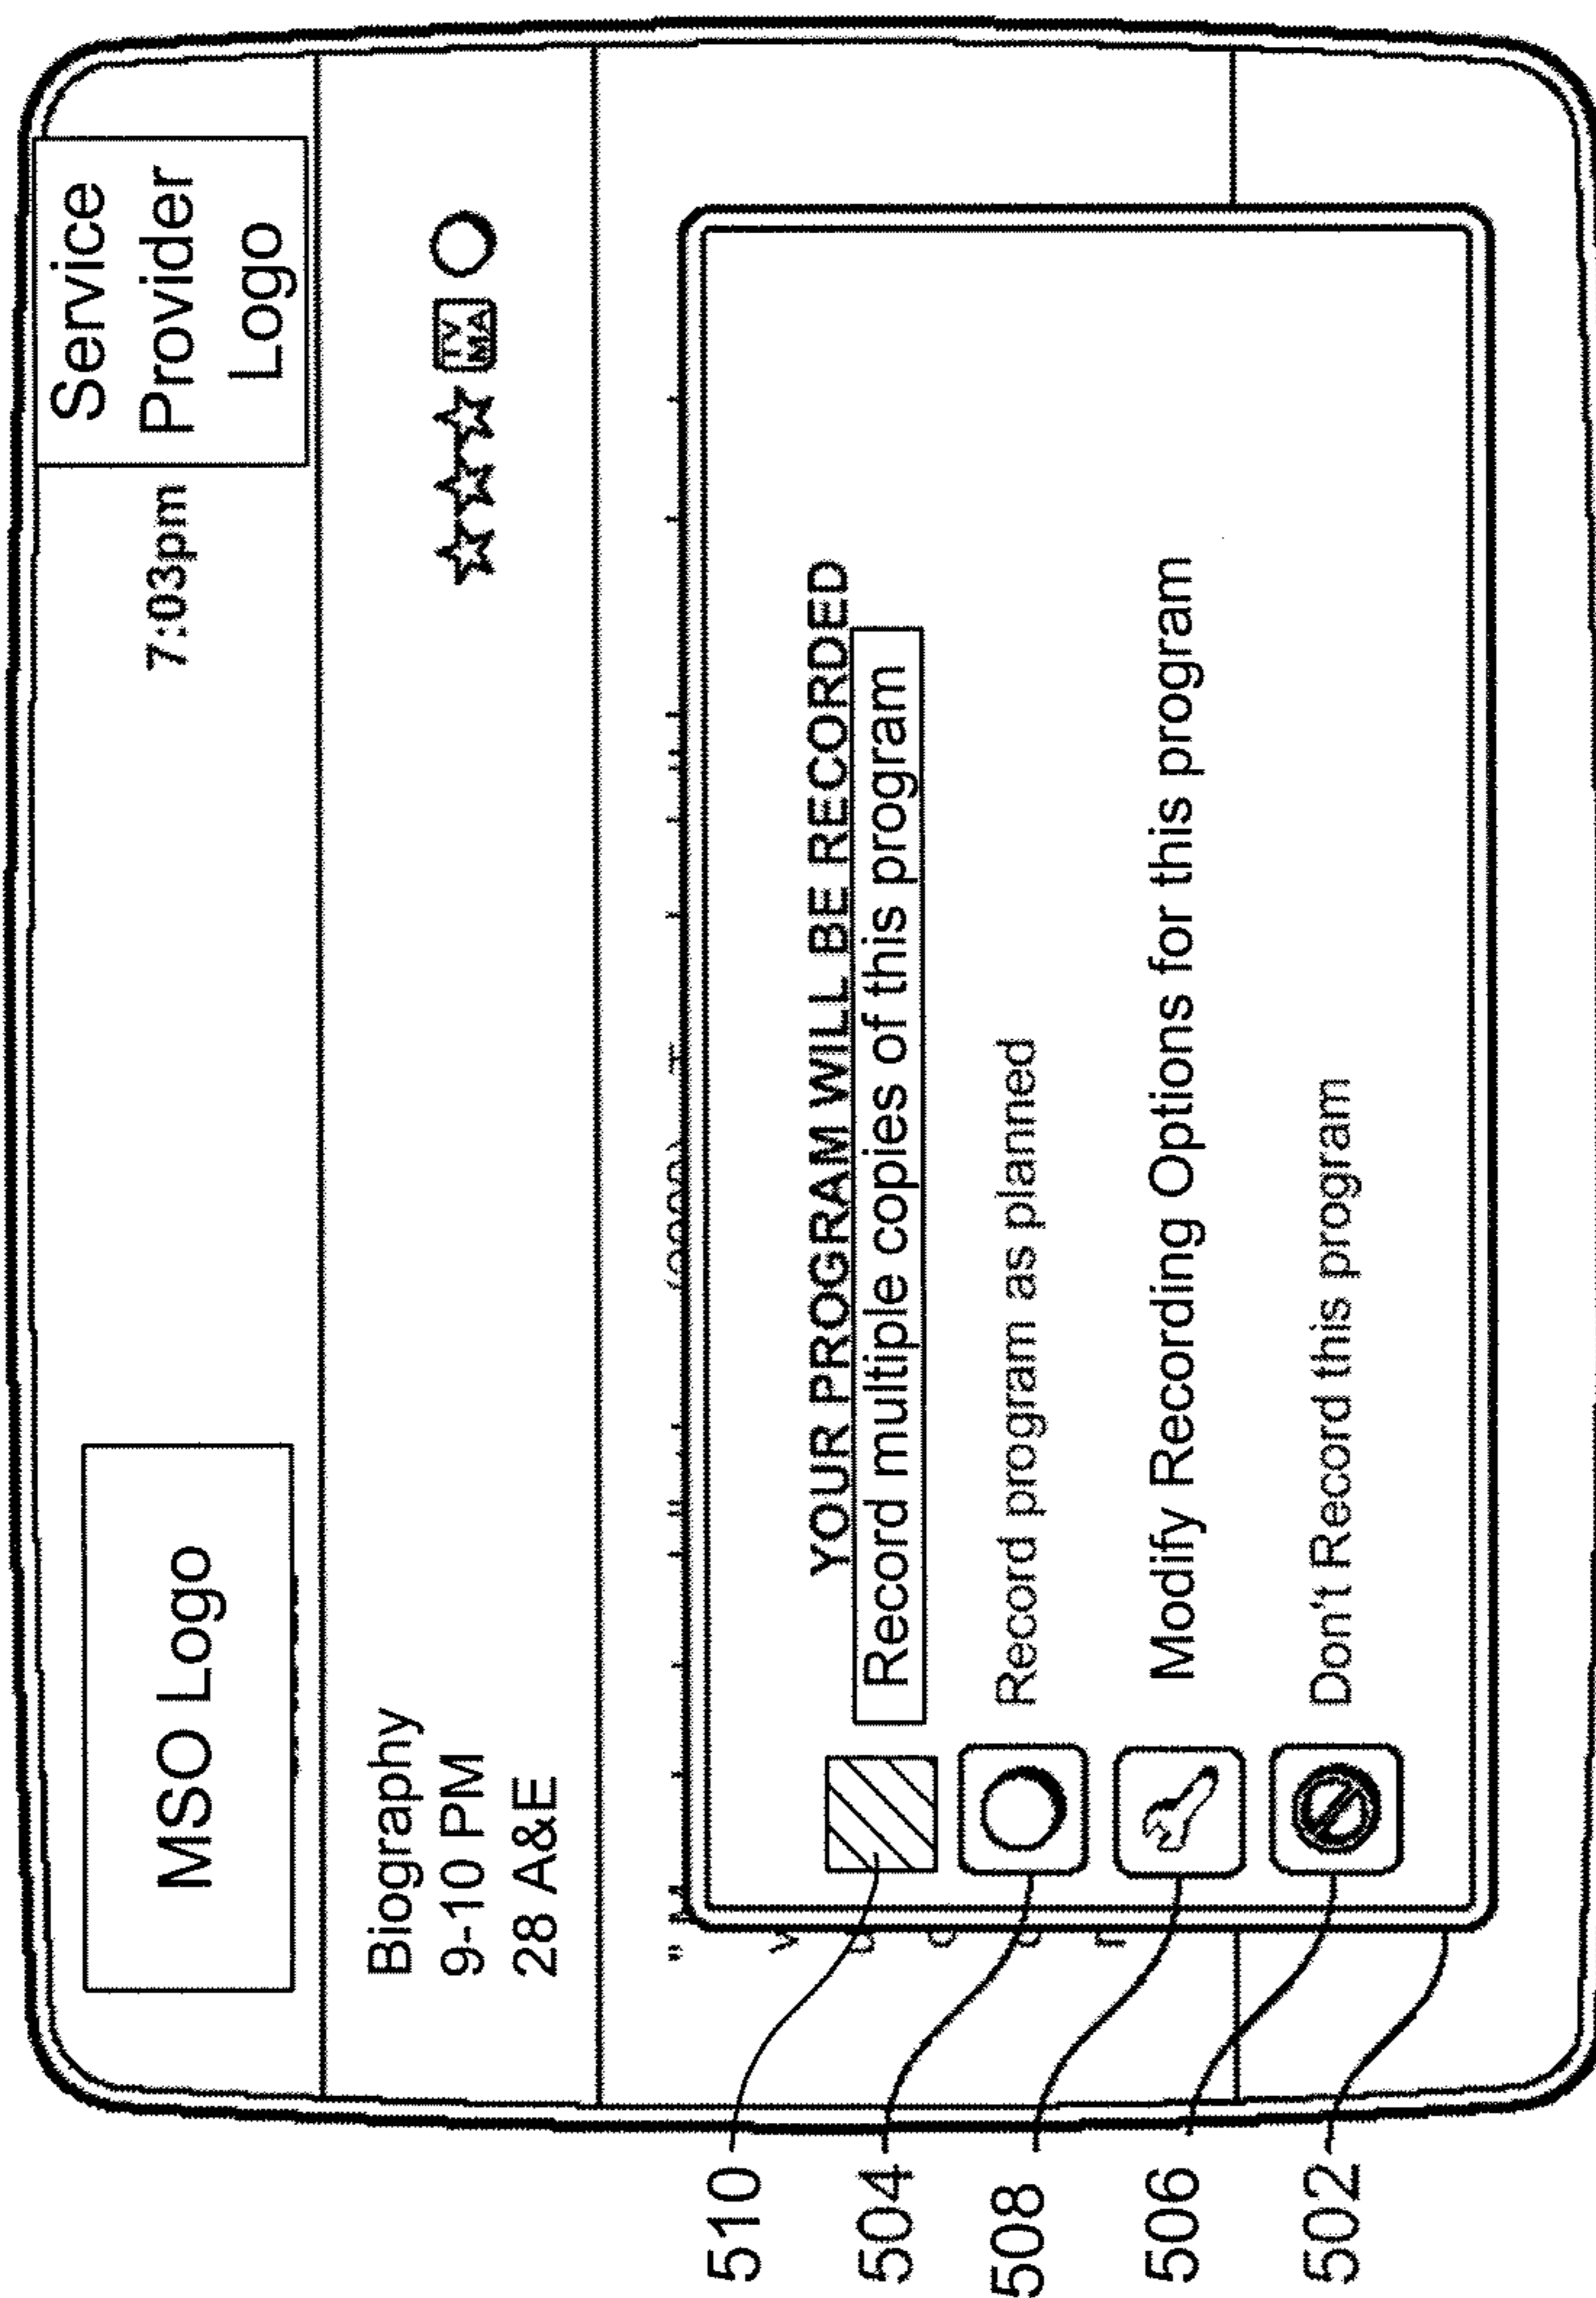 MSO Logo
7:03pm
Service
Provider
Logo
Biography
9-10 PM
28 A&E
TV
MA
YOUR PROGRAM WILL BE RECORDED
Record multiple copies of this program
Record program as planned
Modify Recording Options for this program
Don't Record this program
510
504
508
506
502